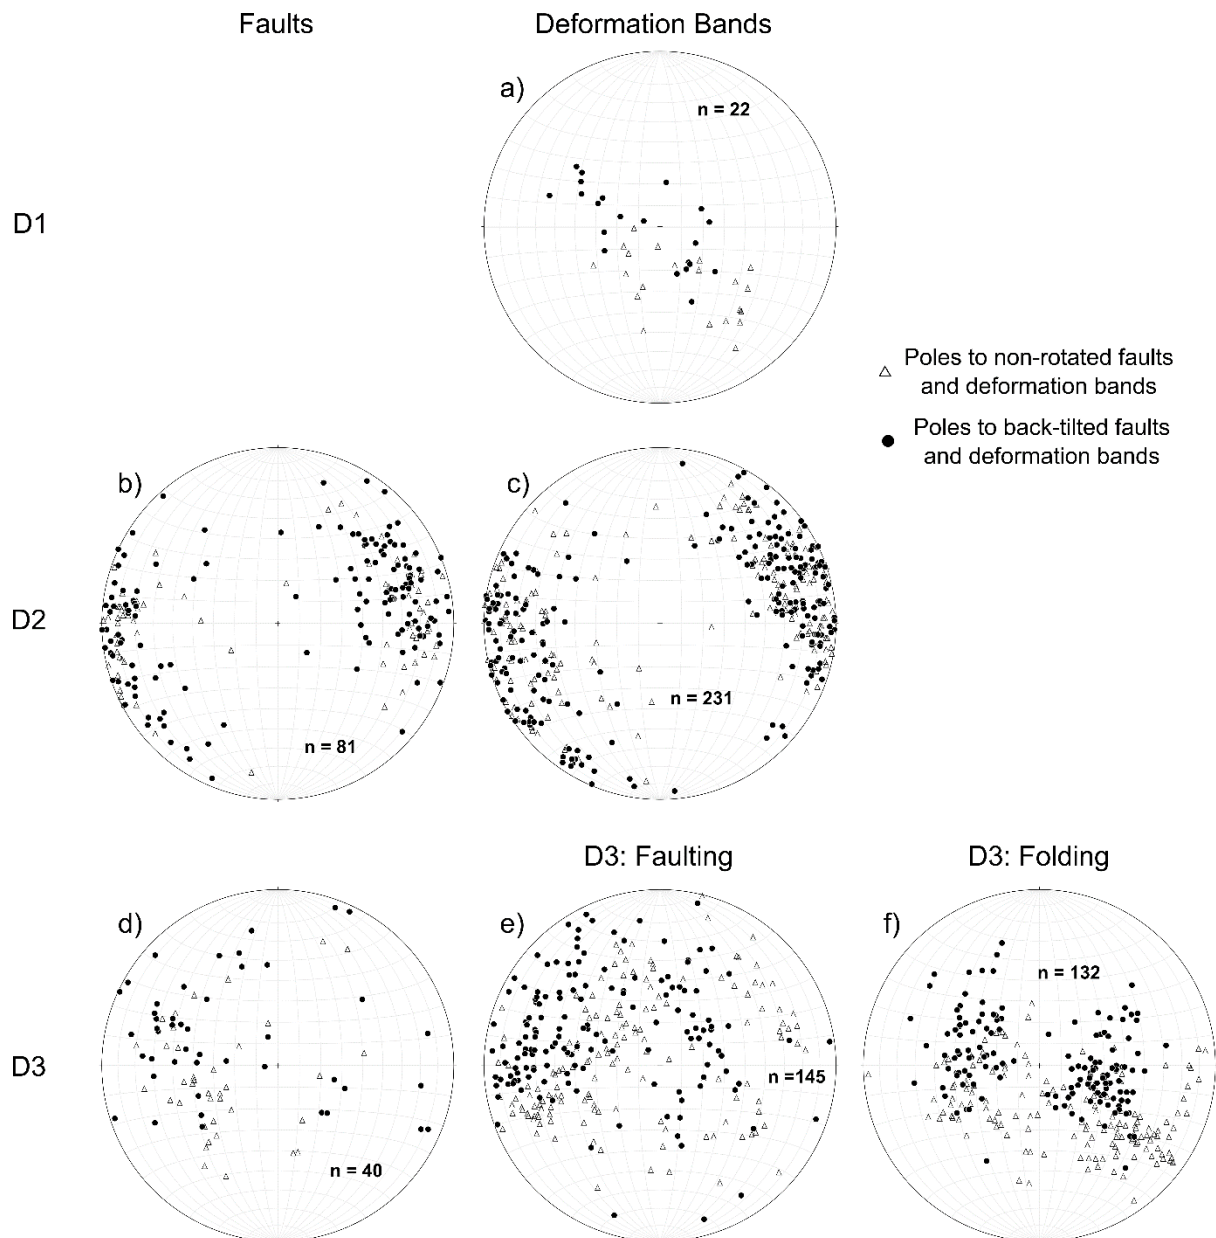 Faults
Deformation Bands
a)
n = 22
D1
Poles to non-rotated faults
and deformation bands
Poles to back-tilted faults
and deformation bands
b)
c)
D2
n = 231
n = 81
D3: Faulting
D3: Folding
d)
e)
f)
n = 132
D3
n =145
n = 40